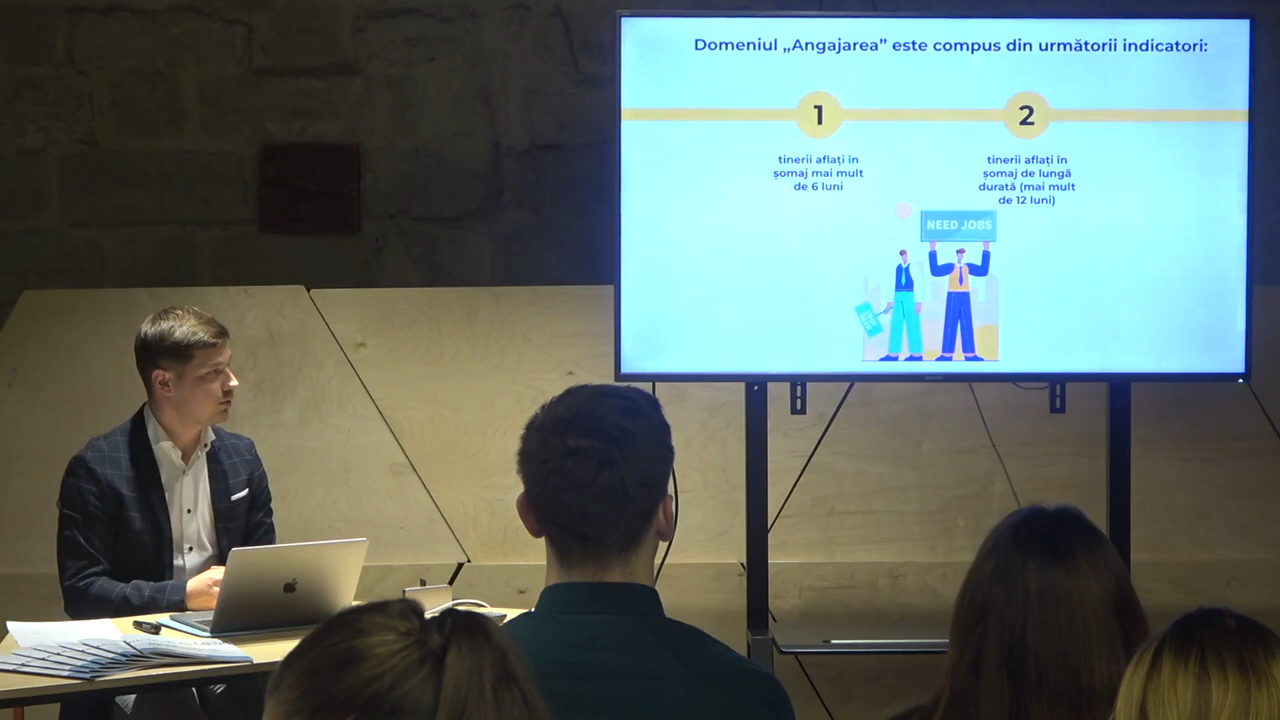 Domeniul „Angajarea” este compus din următorii indicatori:
1
tinerii aflați în
șomaj mai mult
de 6 luni
2
tinerii aflați în
șomaj de lungă
durată (mai mult
de 12 luni)
NEED JOBS